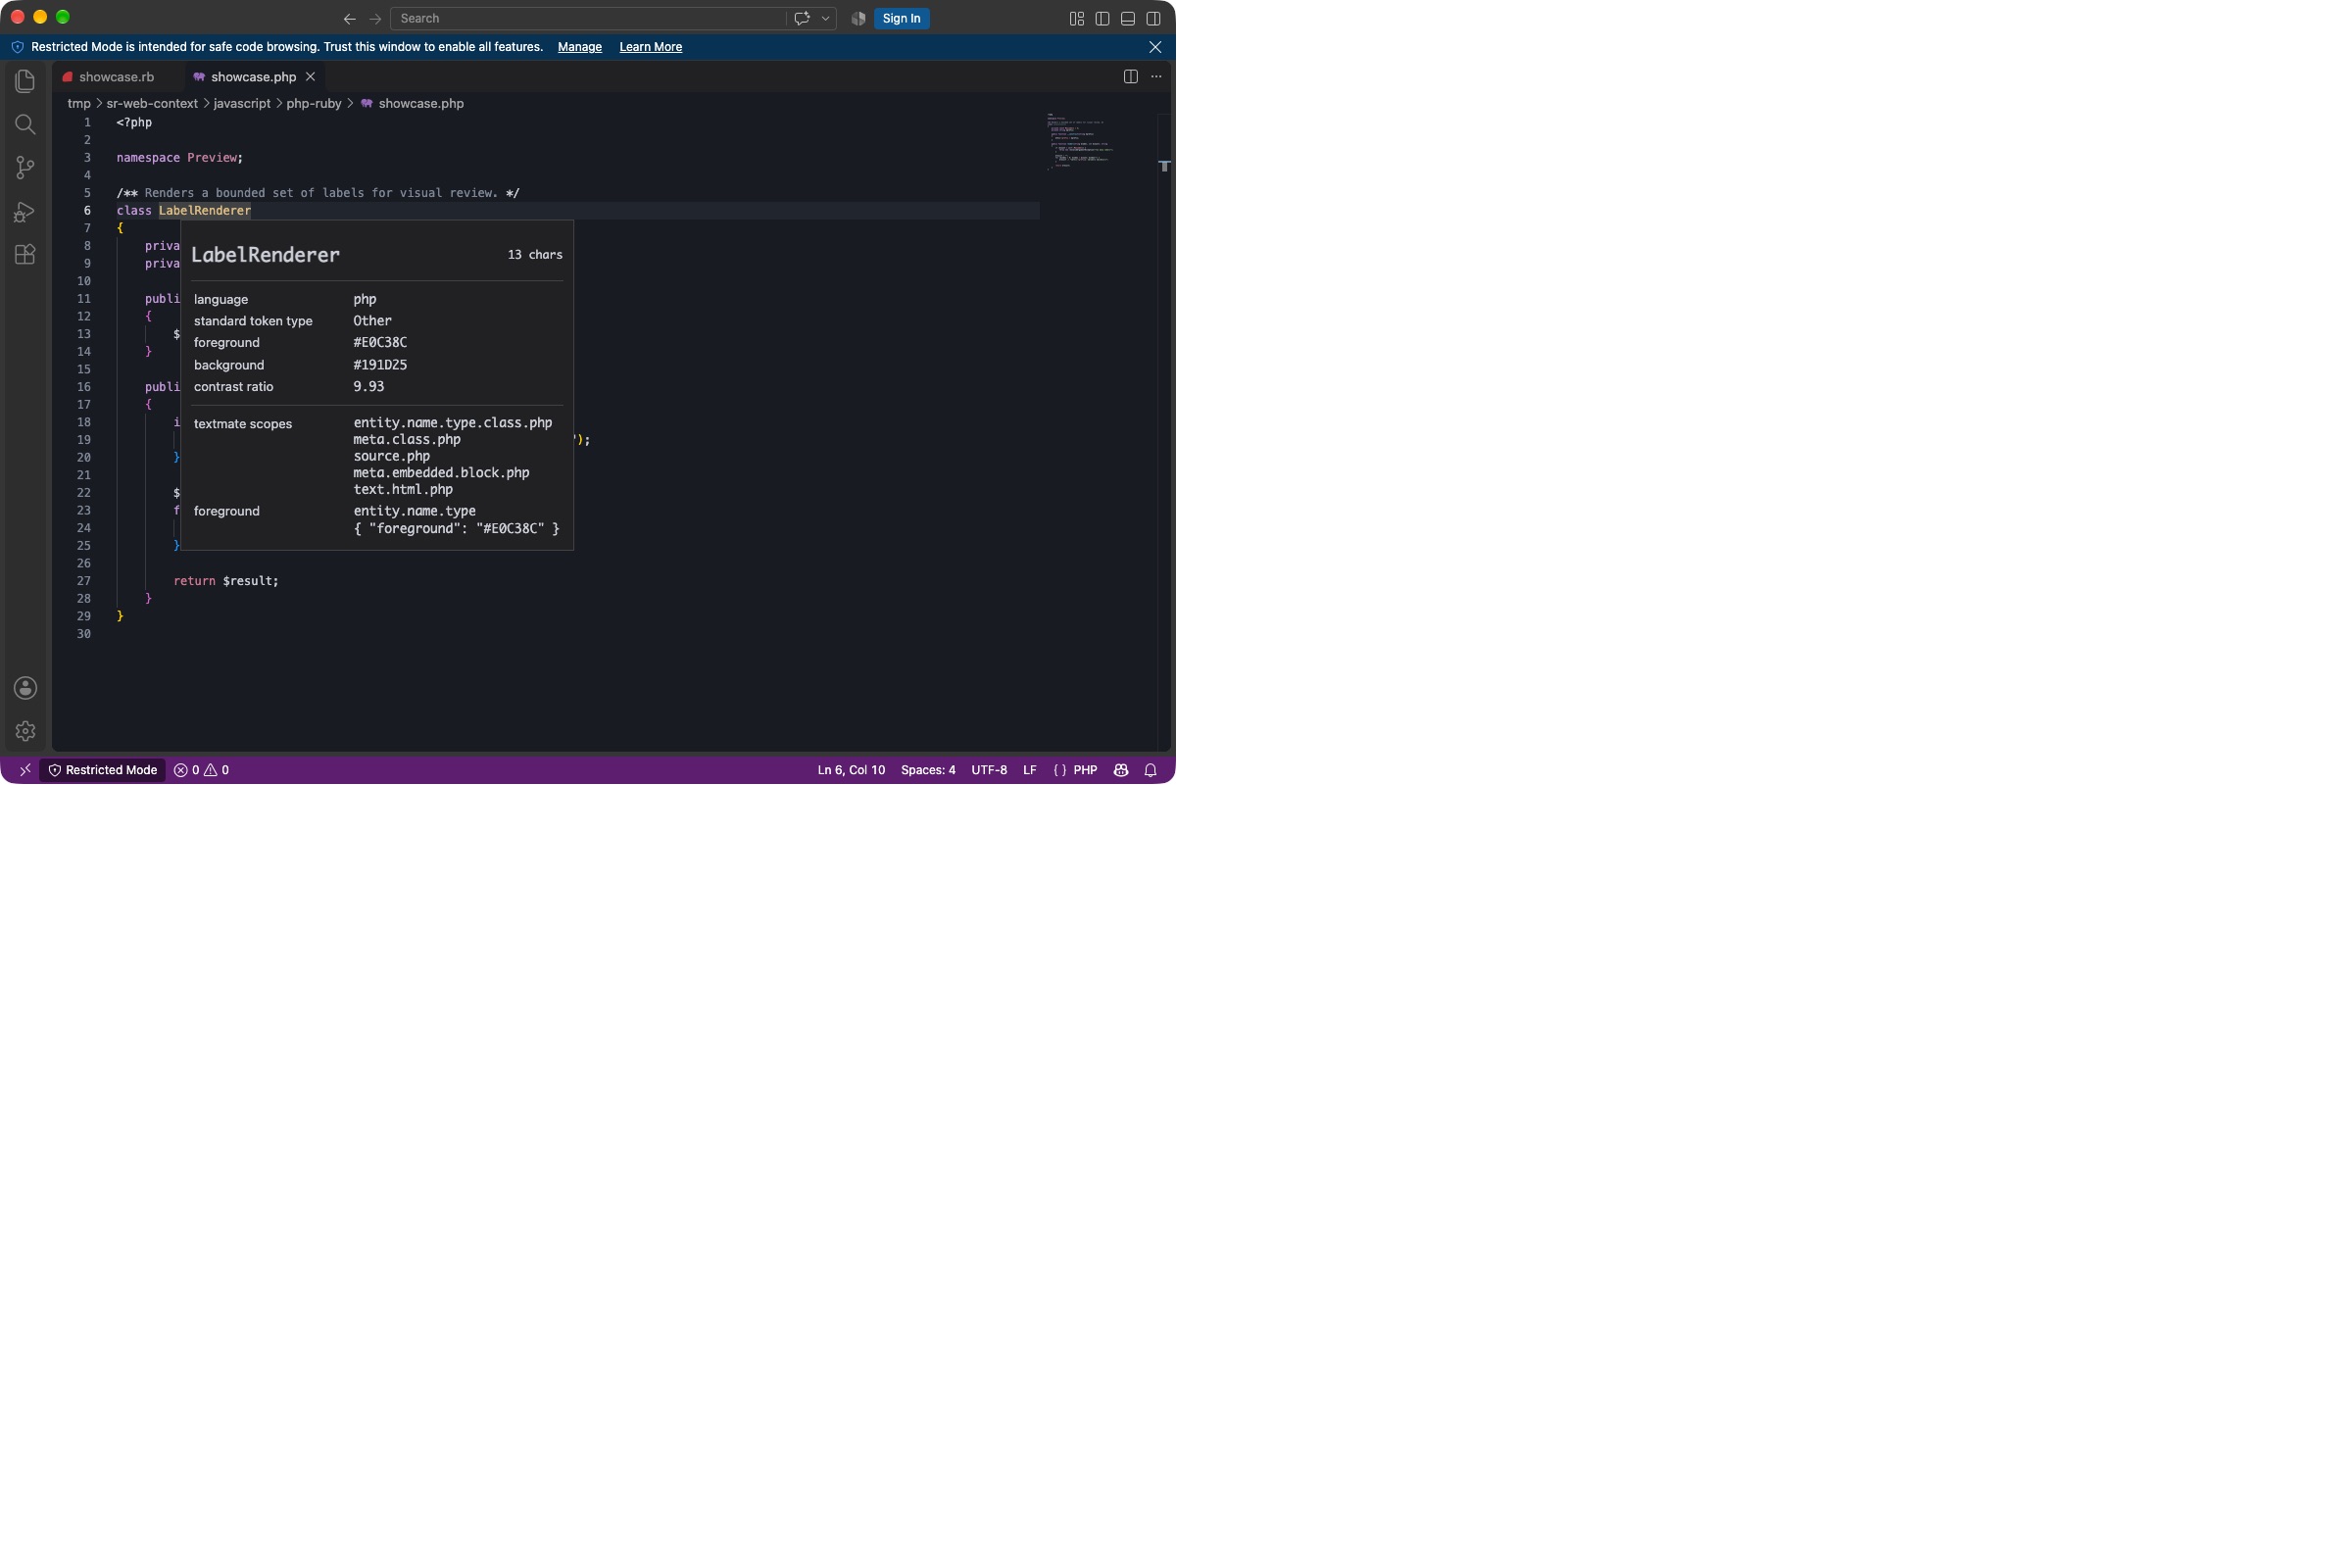 Search
Sign In
Restricted Mode is intended for safe code browsing. Trust this window to enable all features. Manage Learn More
showcase.rb showcase.php
tmp > sr-web-context > javascript > php-ruby > showcase.php
1 <?php
2
3 namespace Preview;
4
5 /** Renders a bounded set of labels for visual review. */
6 class LabelRenderer
7 {
8 priva
9 priva
10
11 publi
12 {
13 $
14 }
15
16 publi
17 {
18 i
19 ");
20 }
21
22 $
23 f
24
25 }
26
27 return $result;
28 }
29 }
30
LabelRenderer 13 chars
language php
standard token type Other
foreground #E0C38C
background #191D25
contrast ratio 9.93
textmate scopes entity.name.type.class.php
meta.class.php
source.php
meta.embedded.block.php
text.html.php
foreground entity.name.type
{ "foreground": "#E0C38C" }
Restricted Mode 0 0 Ln 6, Col 10 Spaces: 4 UTF-8 LF { } PHP